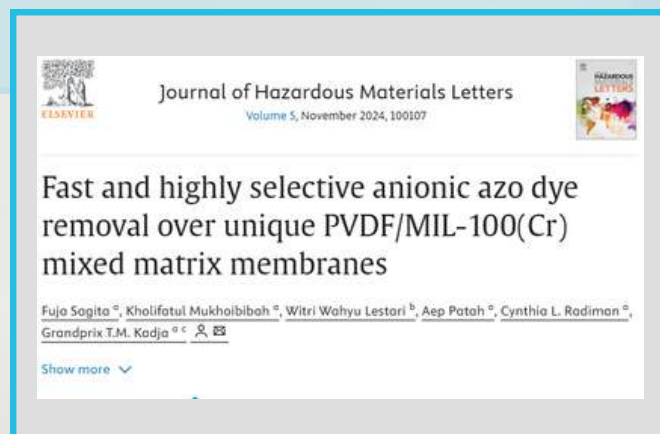 ELSEVIER
Journal of Hazardous Materials Letters
Volume 5, November 2024, 100107
HAZARDOUS
LETTERS
Fast and highly selective anionic azo dye
removal over unique PVDF/MIL-100(Cr)
mixed matrix membranes
Fuja Sagita ᵃ, Kholifatul Mukhoibibah ᵃ, Witri Wahyu Lestari ᵇ, Aep Patah ᵃ, Cynthia L. Radiman ᵃ,
Grandprix T.M. Kadja ᵃ ᶜ
Show more